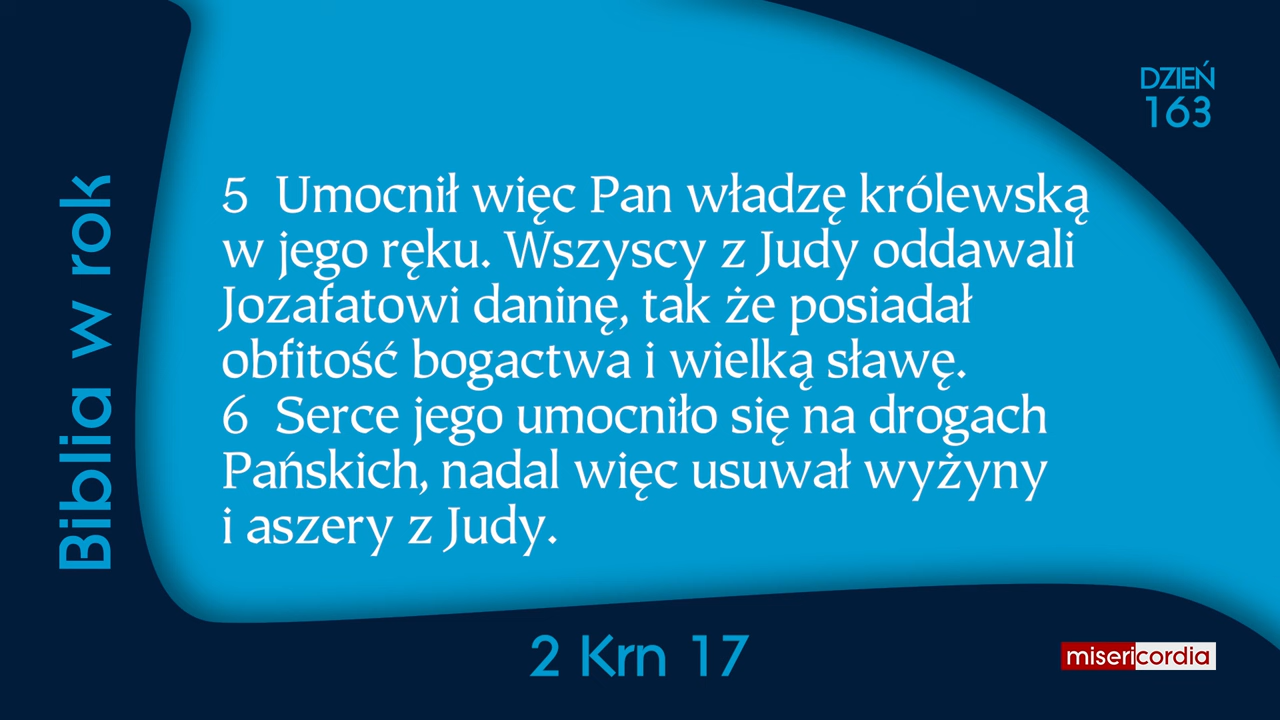 DZIEŃ
163
Biblia w rok
5 Umocnił więc Pan władzę królewską
w jego ręku. Wszyscy z Judy oddawali
Jozafatowi daninę, tak że posiadał
obfitość bogactwa i wielką sławę.
6 Serce jego umocniło się na drogach
Pańskich, nadal więc usuwał wyżyny
i aszery z Judy.
2 Krn 17
misericordia